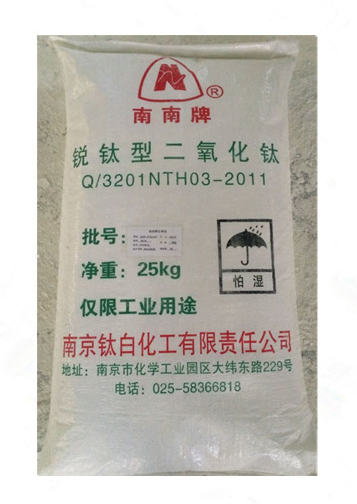 ®
南南牌
锐钛型二氧化钛
Q/3201NTH03-2011
批号:
净重: 25kg
怕 湿
仅限工业用途
南京钛白化工有限责任公司
地址: 南京市化学工业园区大纬东路229号
电话: 025-58366818